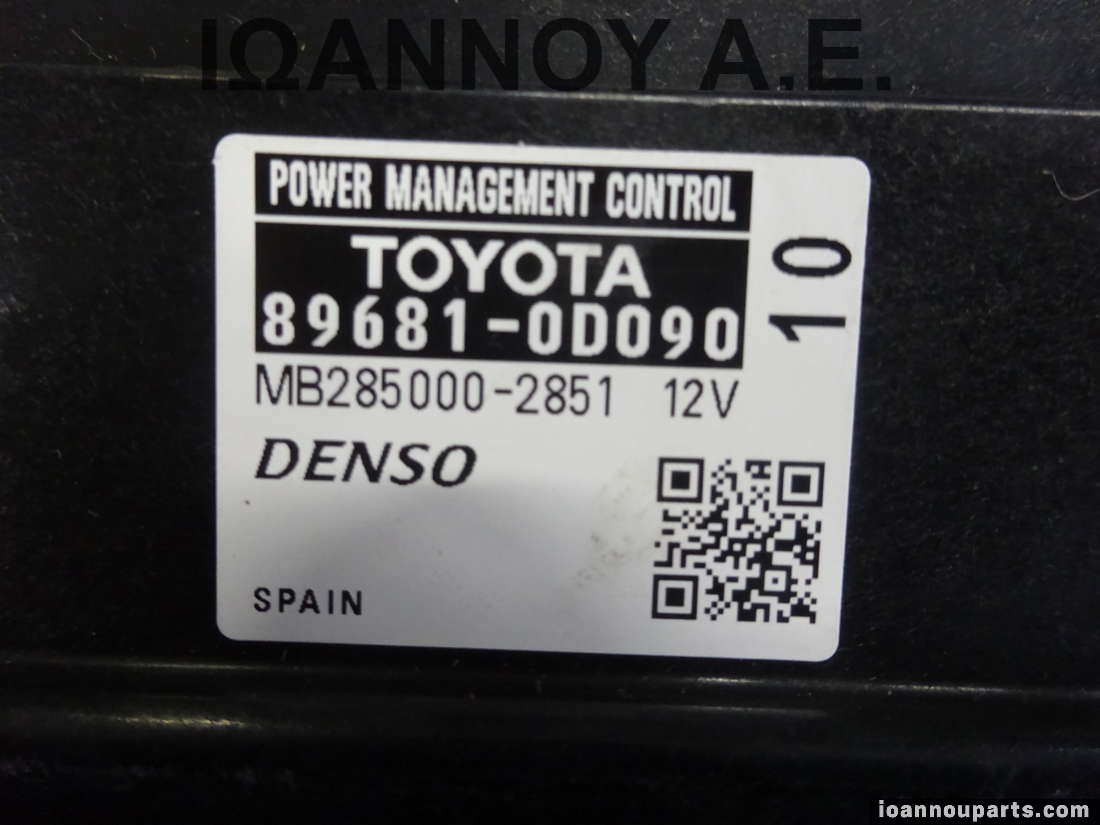 ΙΩΑΝΝΟΥ Α.Ε.
POWER MANAGEMENT CONTROL
TOYOTA
89681-0D090
10
MB285000-2851 12V
DENSO
SPAIN
ioannouparts.com